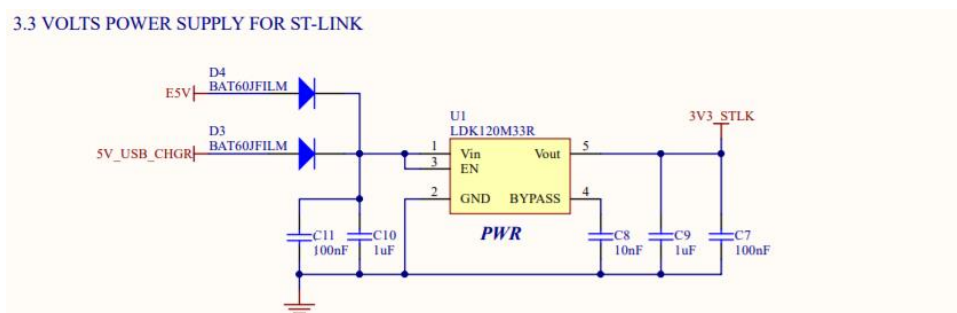 3.3 VOLTS POWER SUPPLY FOR ST-LINK
D4
BAT60JFILM
E5V
D3
BAT60JFILM
5V_USB_CHGR
U1
LDK120M33R
3V3_STLK
1
Vin
Vout
5
3
EN
2
GND
BYPASS
4
PWR
C11
100nF
C10
1uF
C8
10nF
C9
1uF
C7
100nF